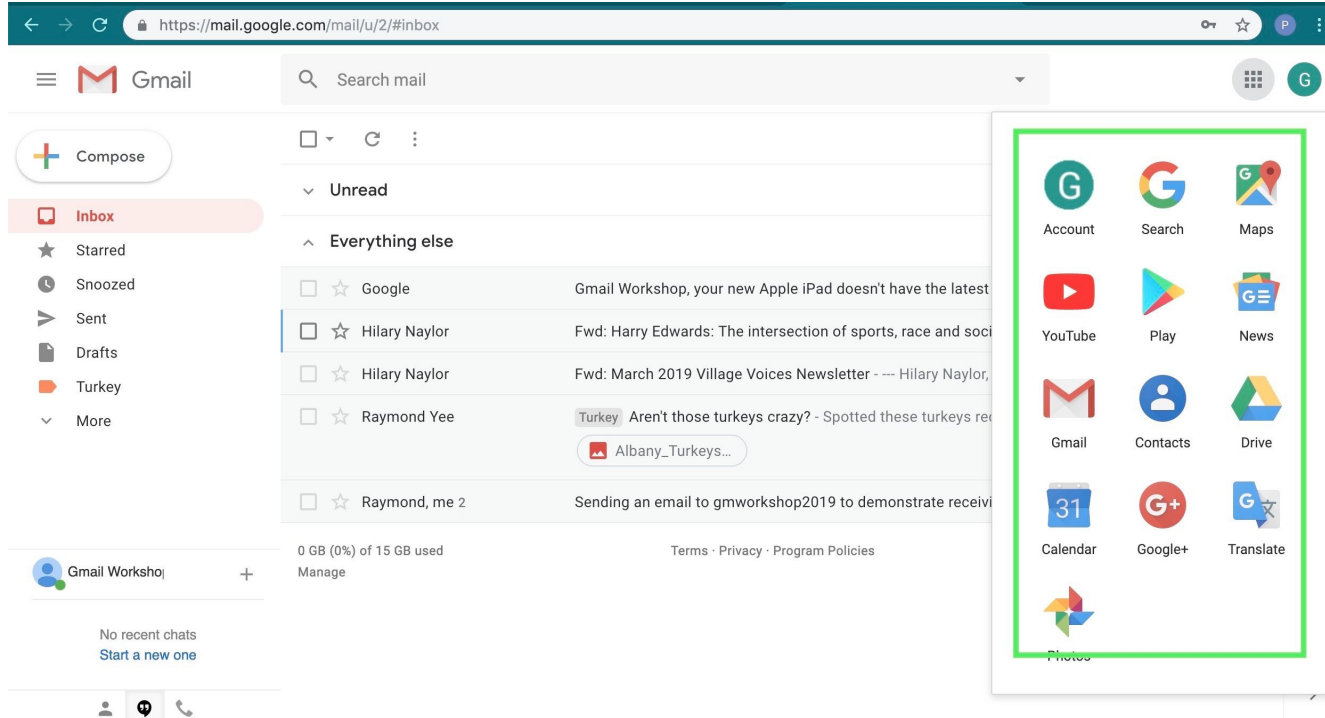 https://mail.google.com/mail/u/2/#inbox
P
Gmail
Search mail
G
Compose
Inbox
Starred
Snoozed
Sent
Drafts
Turkey
More
Unread
Everything else
Google Gmail Workshop, your new Apple iPad doesn't have the latest
Hilary Naylor Fwd: Harry Edwards: The intersection of sports, race and soci
Hilary Naylor Fwd: March 2019 Village Voices Newsletter - --- Hilary Naylor,
Raymond Yee Turkey Aren't those turkeys crazy? - Spotted these turkeys rec
Albany_Turkeys...
Raymond, me 2 Sending an email to gmworkshop2019 to demonstrate receivi
0 GB (0%) of 15 GB used Terms · Privacy · Program Policies
Manage
Gmail Workshop
No recent chats
Start a new one
G G G
Account Search Maps
G
YouTube Play News
Gmail Contacts Drive
31 G+ G 文
Calendar Google+ Translate
Photos